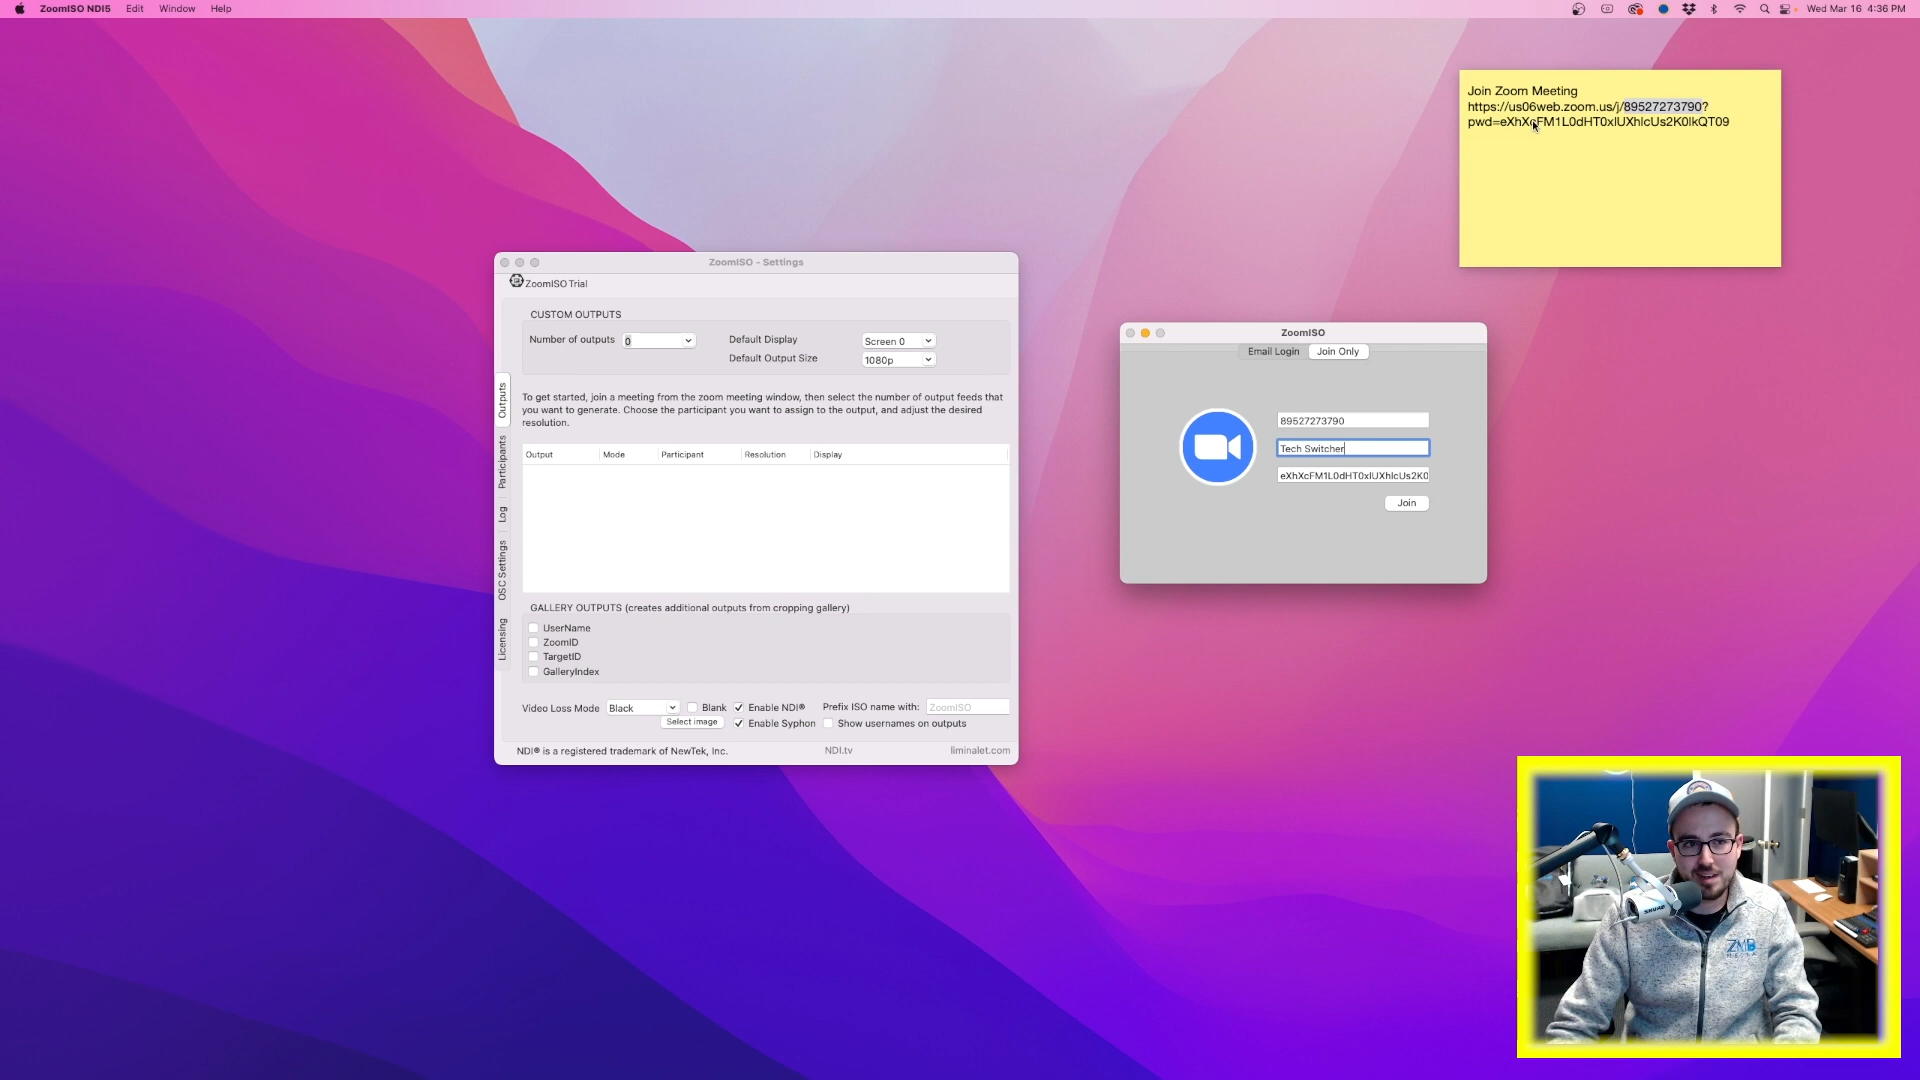 ZoomISO NDI5 Edit Window Help Wed Mar 16 4:36 PM
Join Zoom Meeting
https://us06web.zoom.us/j/89527273790?
pwd=eXhXcFM1L0dHT0xlUXhlcUs2K0lkQT09
ZoomISO - Settings
ZoomISO Trial
CUSTOM OUTPUTS
Number of outputs 0 Default Display Screen 0
Default Output Size 1080p
To get started, join a meeting from the zoom meeting window, then select the number of output feeds that
you want to generate. Choose the participant you want to assign to the output, and adjust the desired
resolution.
Output Mode Participant Resolution Display
Outputs
Participants
Log
OSC Settings
Licensing
GALLERY OUTPUTS (creates additional outputs from cropping gallery)
UserName
ZoomID
TargetID
GalleryIndex
Video Loss Mode Black Blank Enable NDI® Prefix ISO name with: ZoomISO
Select image Enable Syphon Show usernames on outputs
NDI® is a registered trademark of NewTek, Inc. NDI.tv liminalet.com
ZoomISO
Email Login Join Only
89527273790
Tech Switcher
eXhXcFM1L0dHT0xlUXhlcUs2K0
Join
SHURE
ZMB
MEDIA